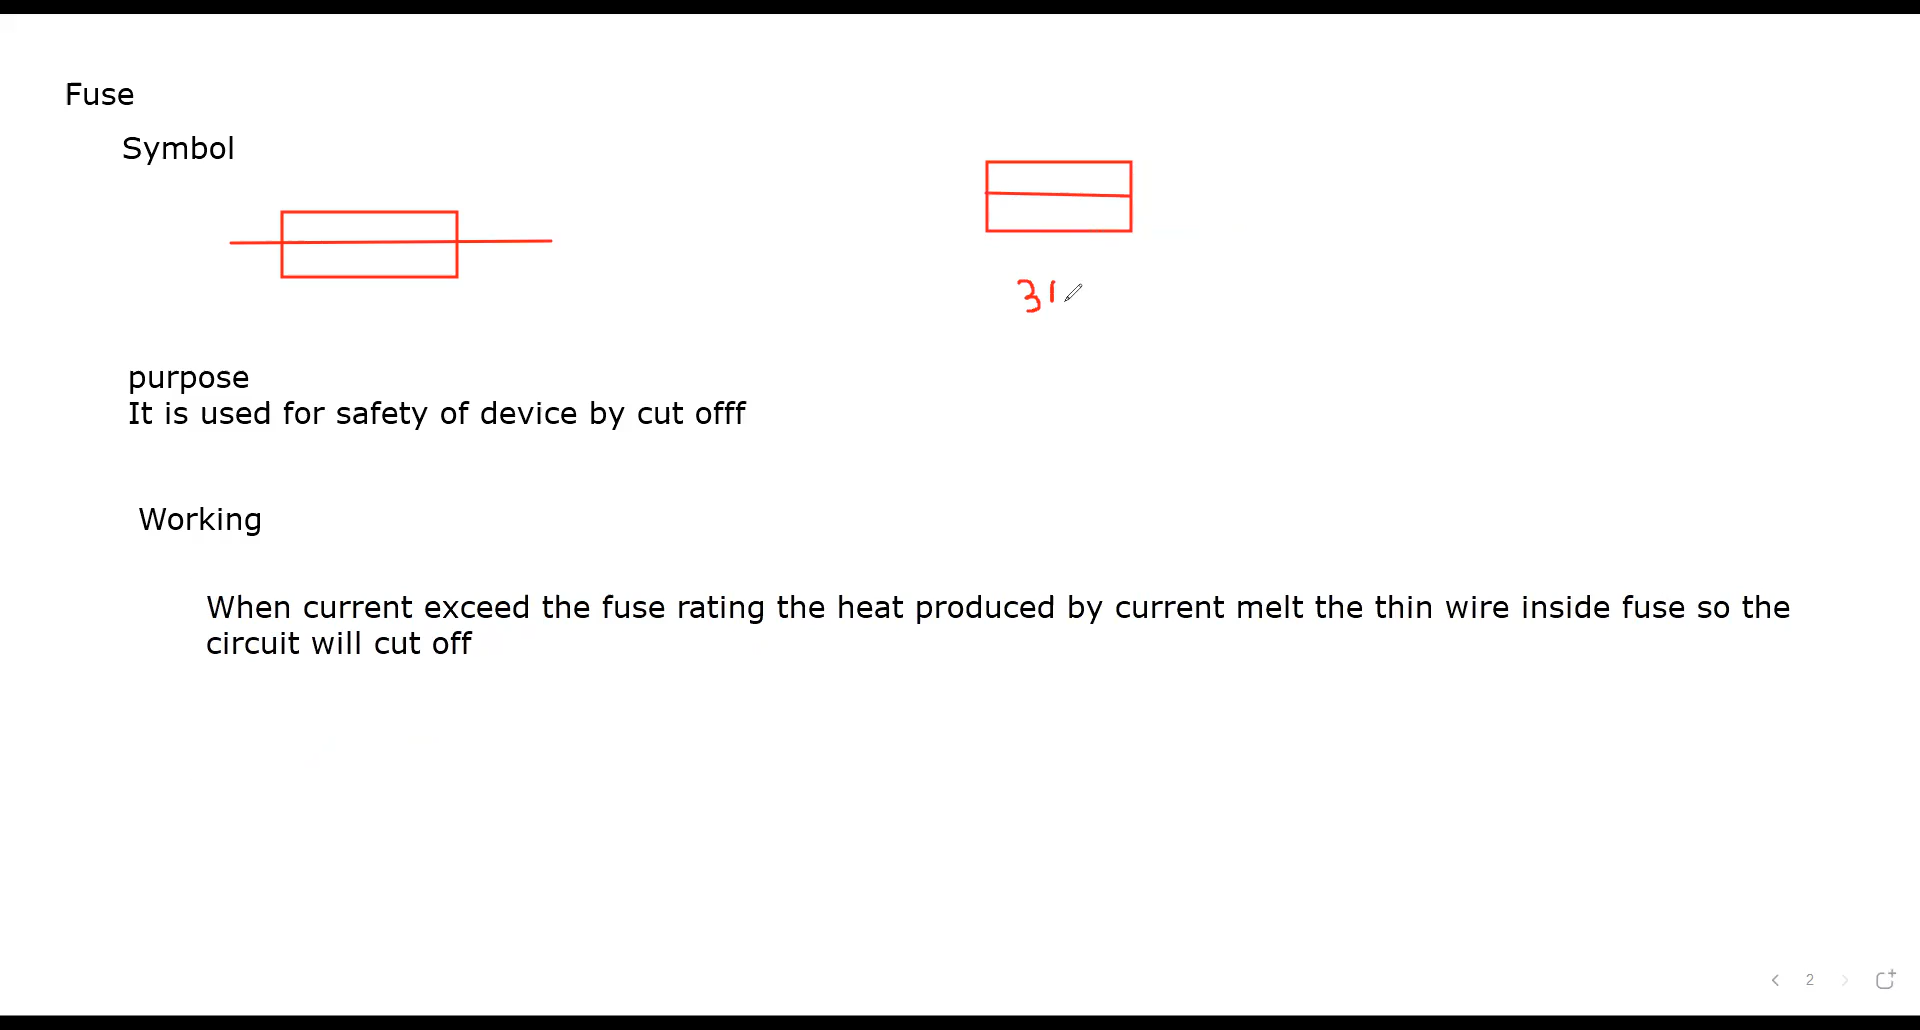 Fuse
Symbol
31
purpose
It is used for safety of device by cut offf
Working
When current exceed the fuse rating the heat produced by current melt the thin wire inside fuse so the
circuit will cut off
2